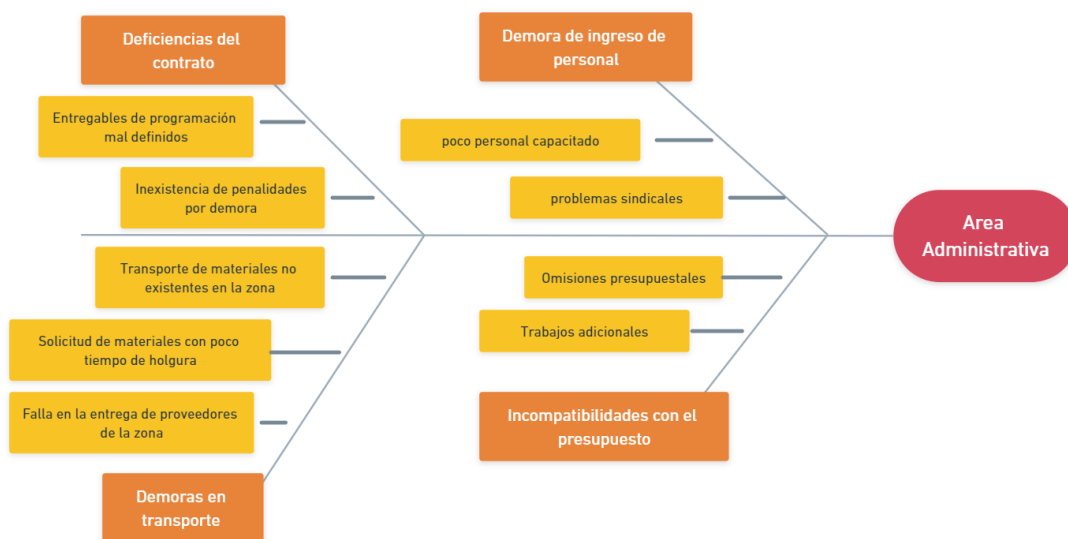 Deficiencias del
contrato
Entregables de programación
mal definidos
Inexistencia de penalidades
por demora
Demora de ingreso de
personal
poco personal capacitado
problemas sindicales
Area
Administrativa
Transporte de materiales no
existentes en la zona
Solicitud de materiales con poco
tiempo de holgura
Falla en la entrega de proveedores
de la zona
Demoras en
transporte
Omisiones presupuestales
Trabajos adicionales
Incompatibilidades con el
presupuesto